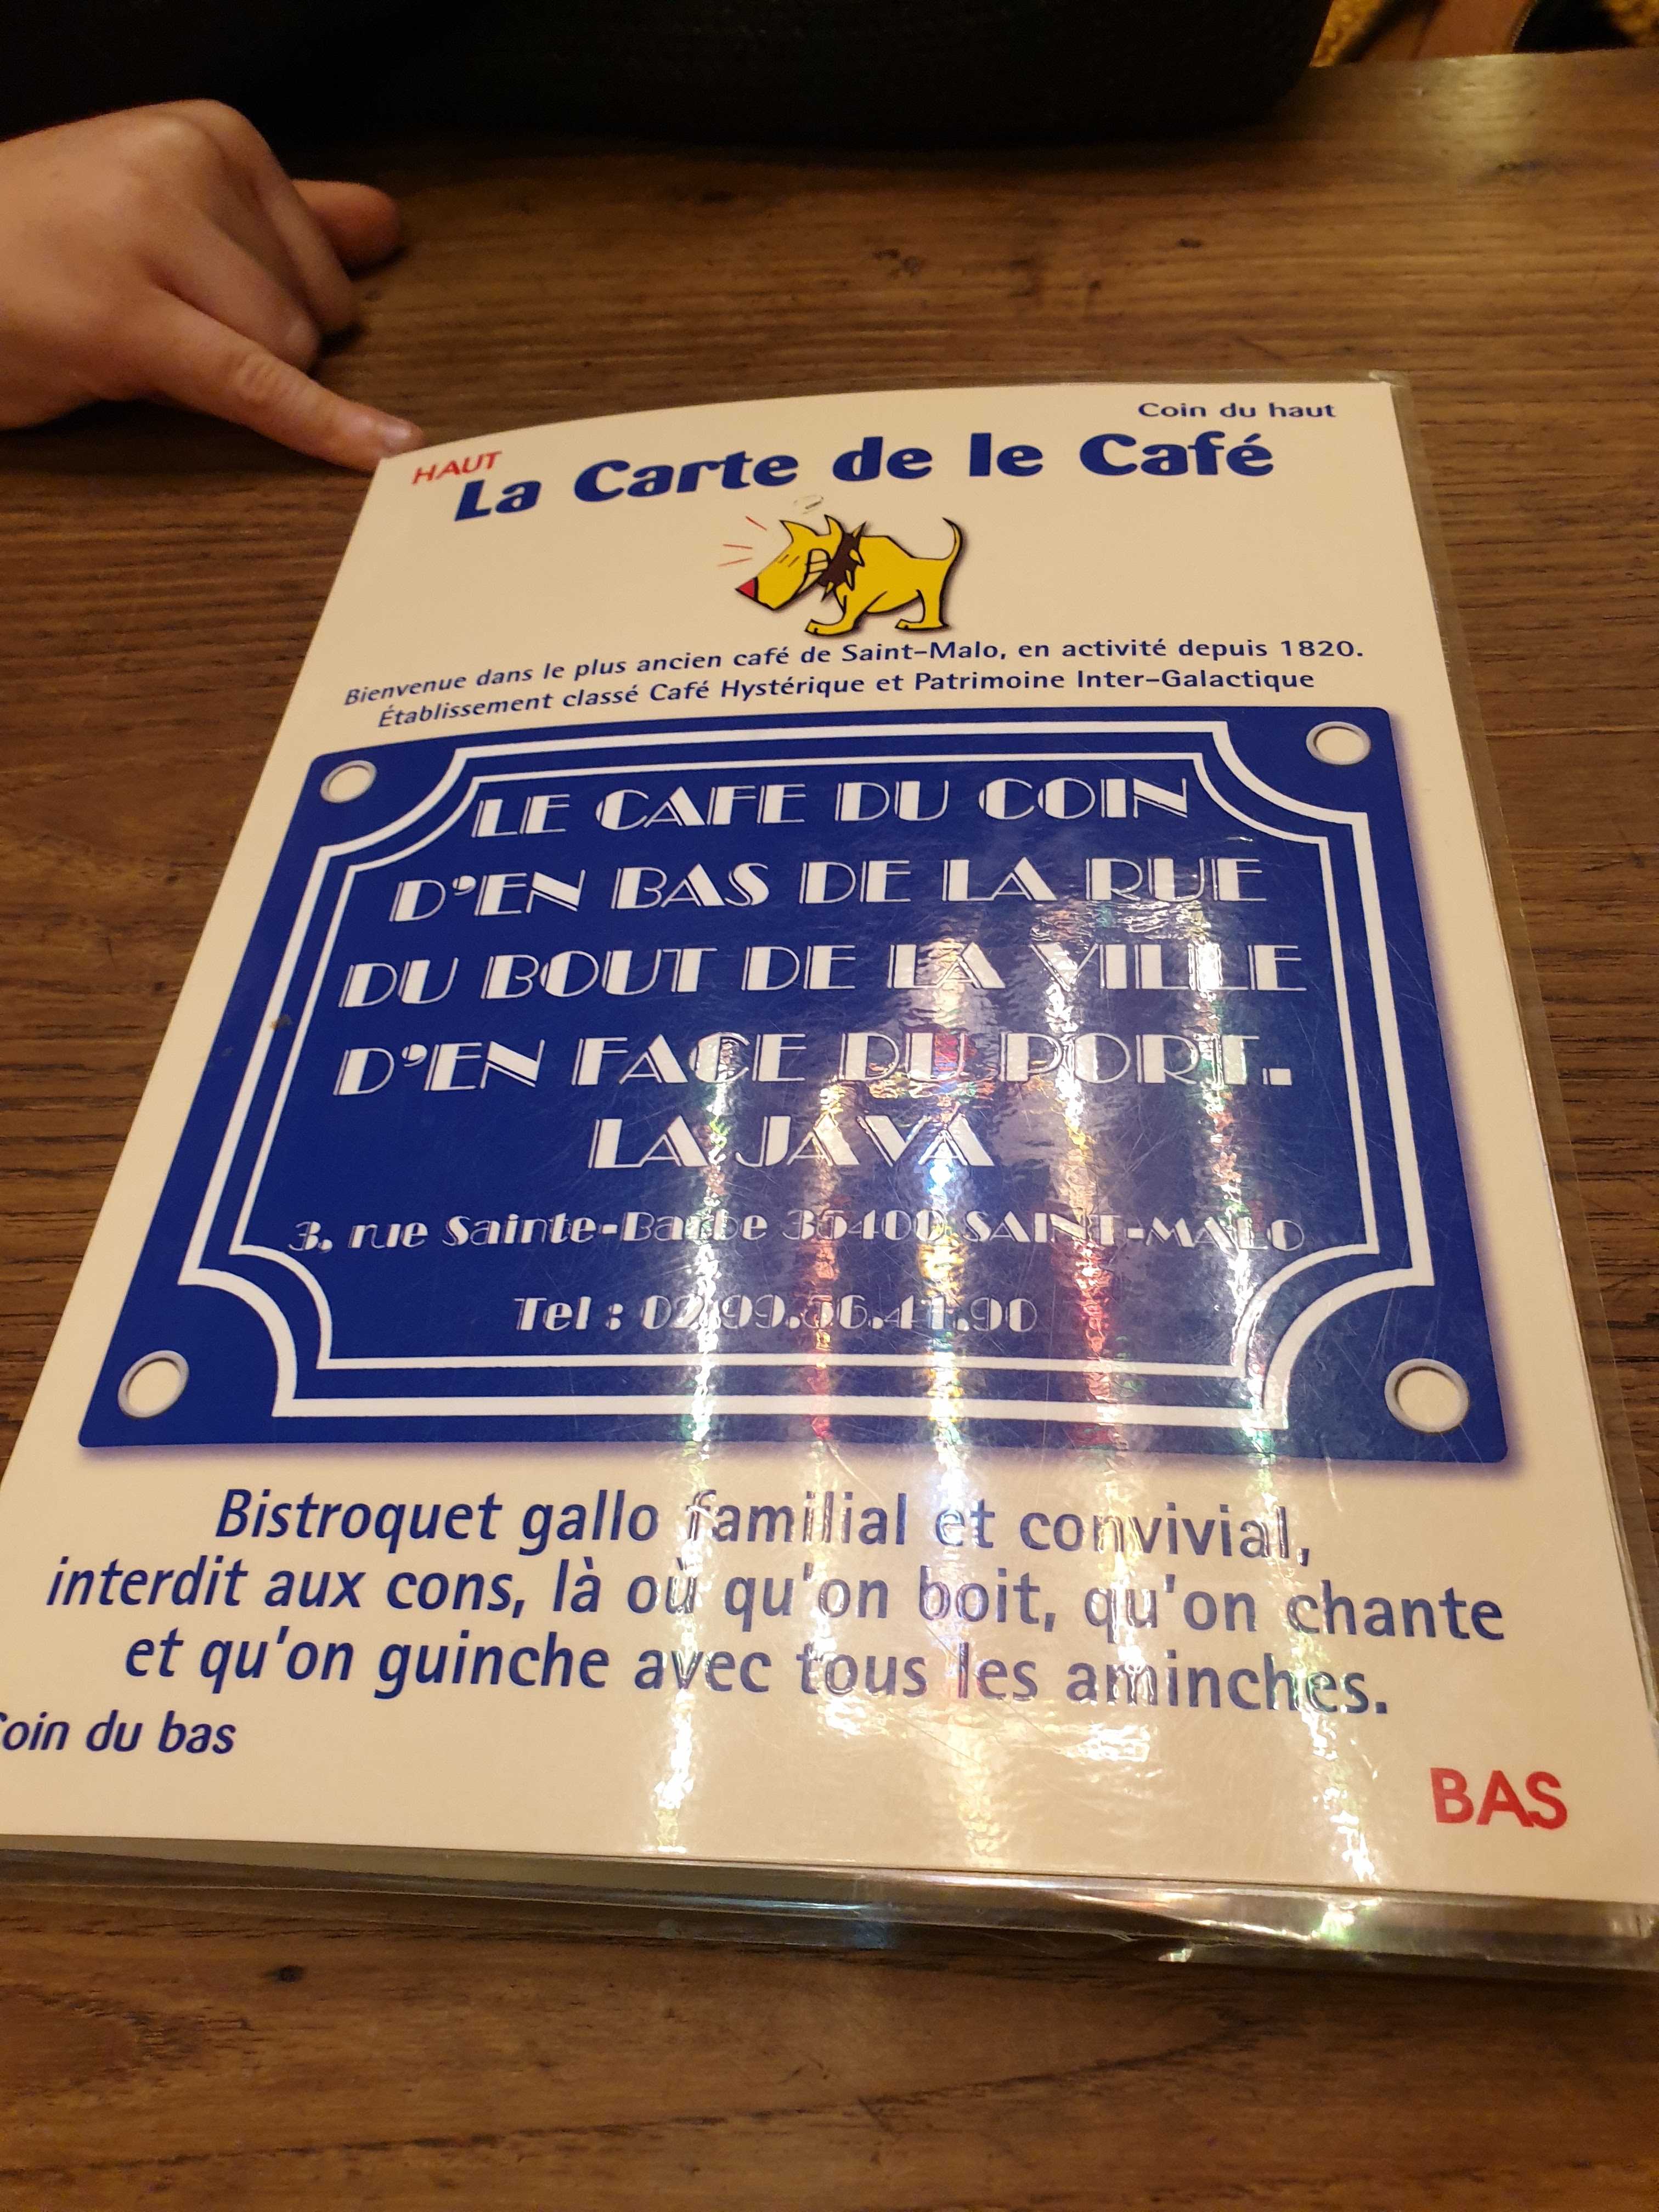 Coin du haut
HAUT
La Carte de le Café
Bienvenue dans le plus ancien café de Saint-Malo, en activité depuis 1820.
Établissement classé Café Hystérique et Patrimoine Inter-Galactique
LE CAFE DU COIN
D'EN BAS DE LA RUE
DU BOUT DE LA VILLE
D'EN FACE DU PORT.
LA JAVA
3, rue Sainte-Barbe 35400 SAINT-MALO
Tel : 02.99.56.41.90
Bistroquet gallo familial et convivial,
interdit aux cons, là où qu'on boit, qu'on chante
et qu'on guinche avec tous les aminches.
Coin du bas
BAS